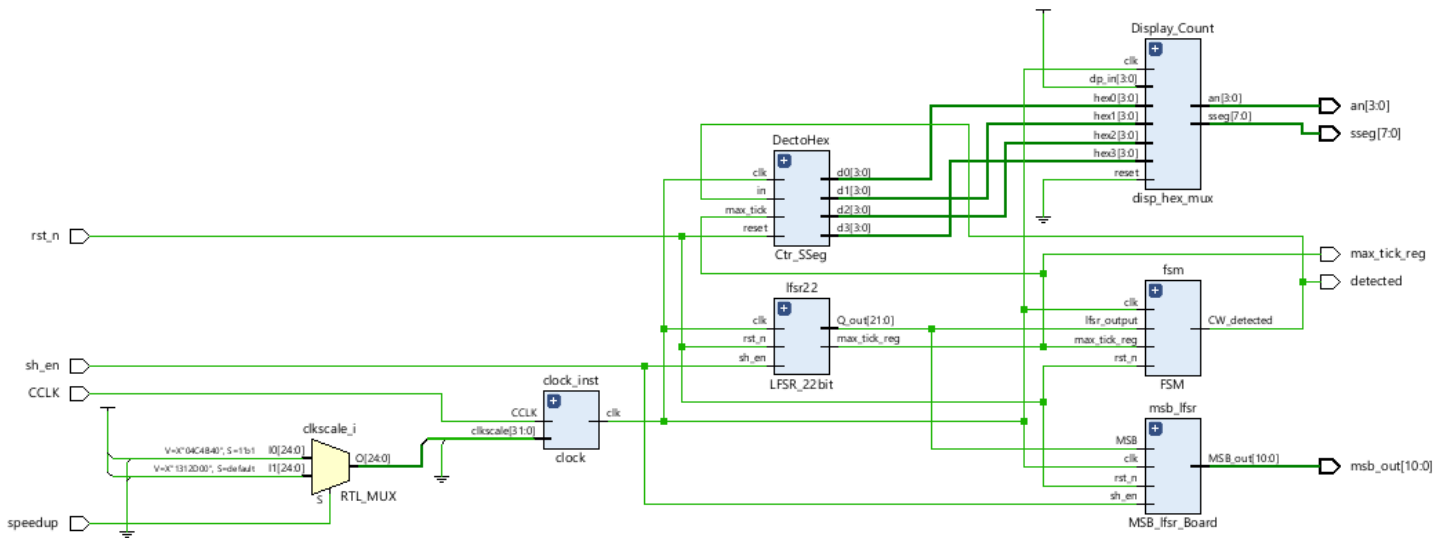 Display_Count
clk
dp_in[3:0]
hex0[3:0]
hex1[3:0]
hex2[3:0]
hex3[3:0]
reset
an[3:0]
sseg[7:0]
disp_hex_mux
an[3:0]
sseg[7:0]
DectoHex
clk
in
max_tick
reset
d0[3:0]
d1[3:0]
d2[3:0]
d3[3:0]
Ctr_SSeg
rst_n
max_tick_reg
detected
lfsr22
clk
rst_n
sh_en
Q_out[21:0]
max_tick_reg
LFSR_22bit
fsm
clk
lfsr_output
max_tick_reg
rst_n
CW_detected
FSM
sh_en
CCLK
clock_inst
CCLK
clkscale[31:0]
clk
clock
clkscale_i
V=X"04C4B40", S=1'b1
I0[24:0]
V=X"1312D00", S=default
I1[24:0]
O[24:0]
S
RTL_MUX
speedup
msb_lfsr
MSB
clk
rst_n
sh_en
MSB_out[10:0]
MSB_lfsr_Board
msb_out[10:0]